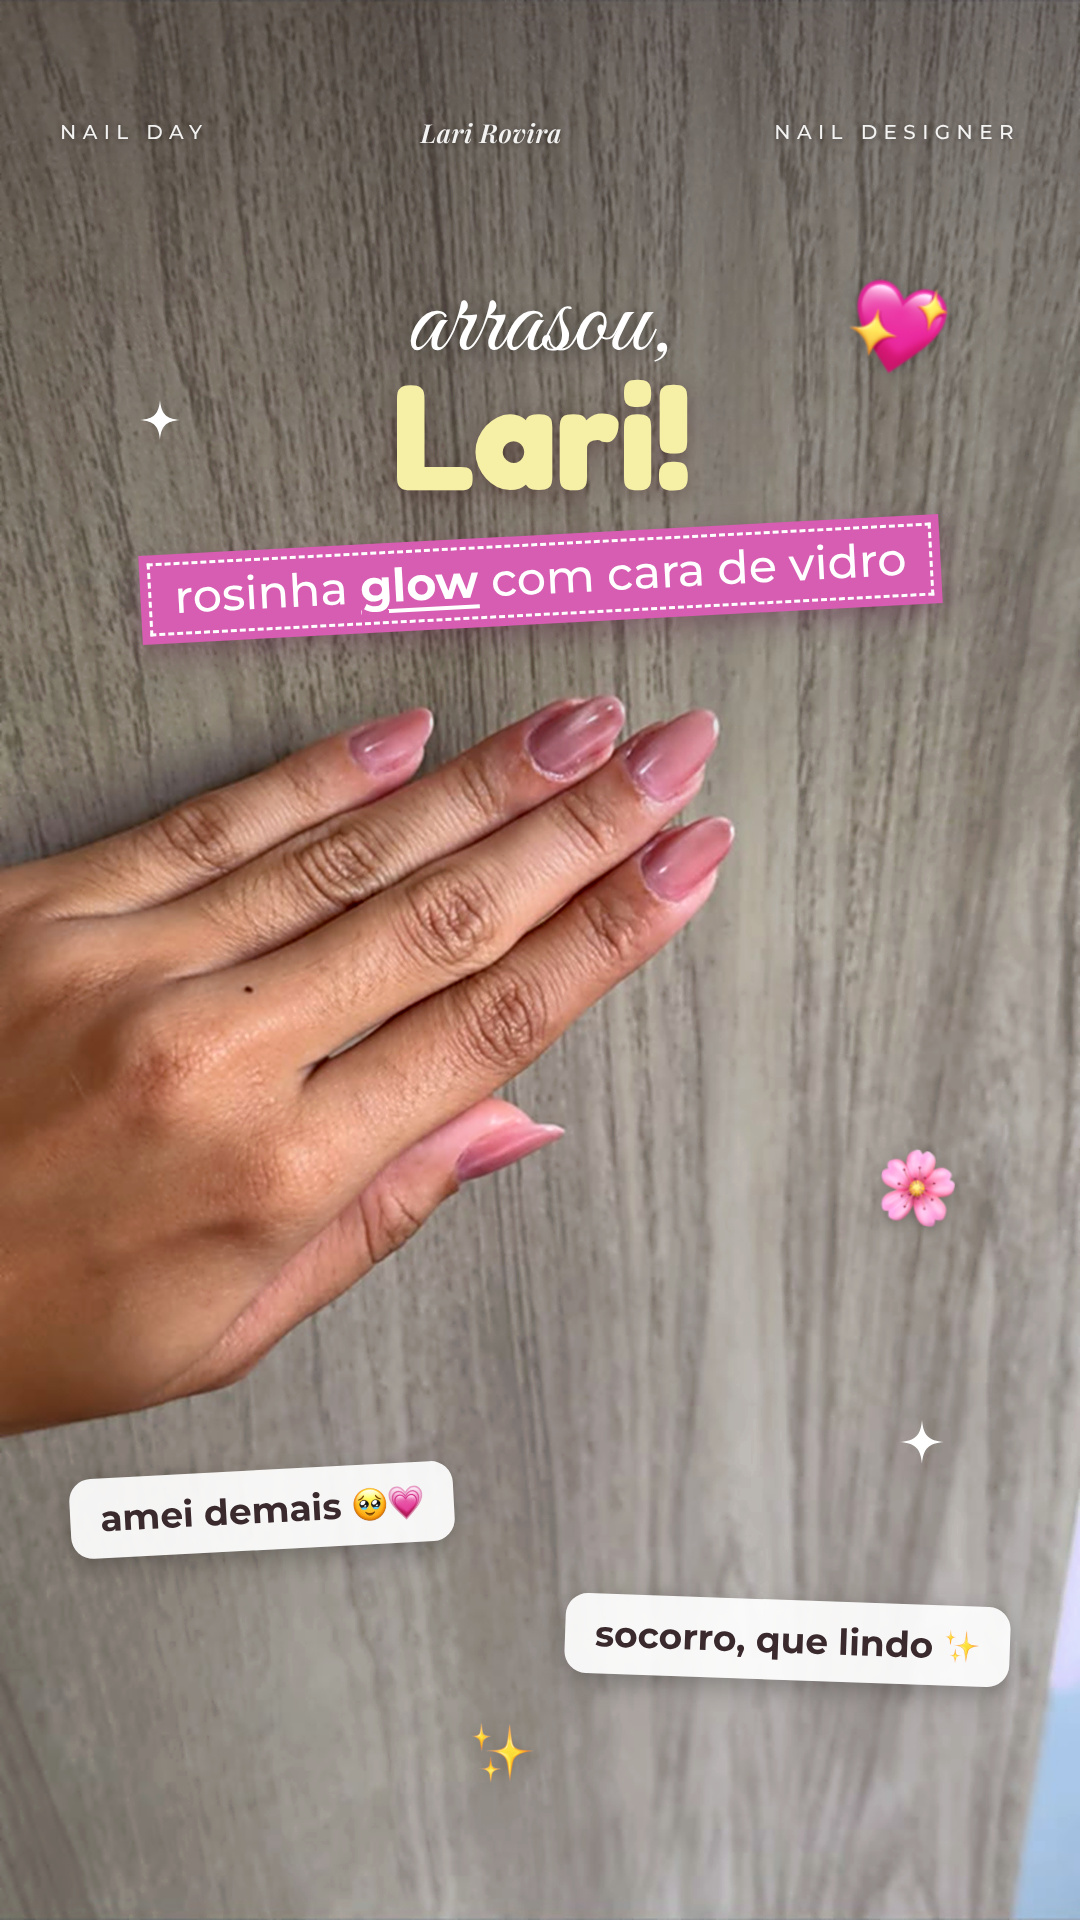 NAIL DAY
Lari Rovira
NAIL DESIGNER
arrasou,
Lari!
rosinha glow com cara de vidro
amei demais 🥹💗
socorro, que lindo ✨